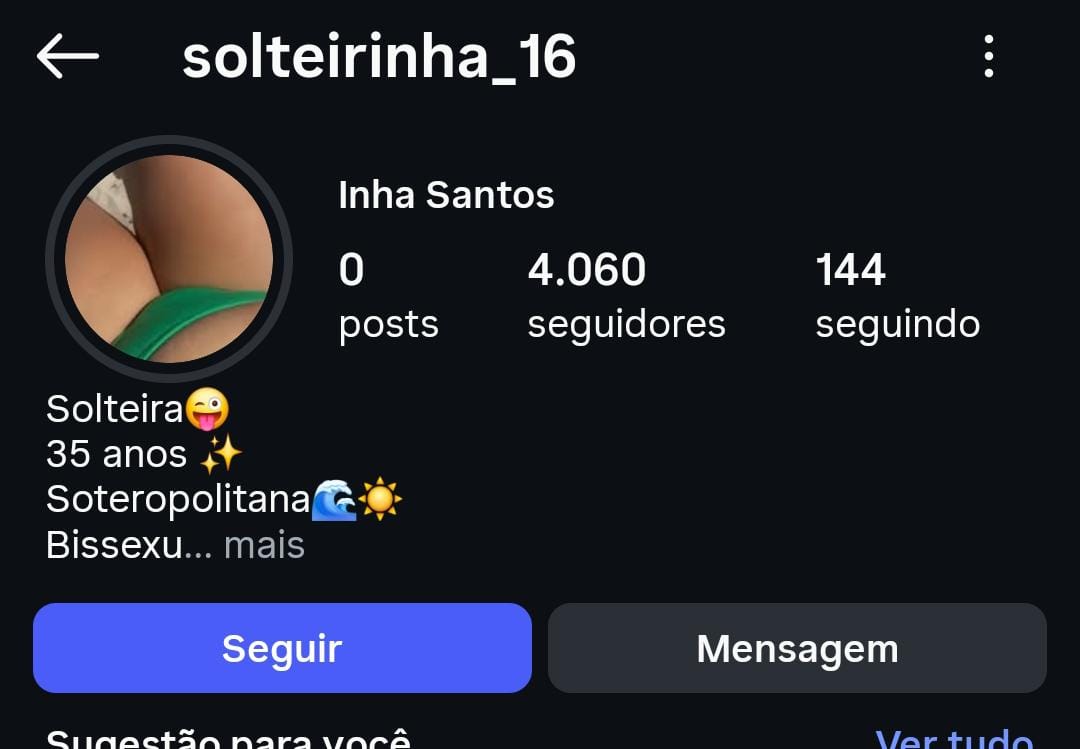 solteirinha_16
Inha Santos
0 4.060 144
posts seguidores seguindo
Solteira😜
35 anos ✨
Soteropolitana🌊☀️
Bissexu... mais
Seguir Mensagem
Sugestão para você Ver tudo